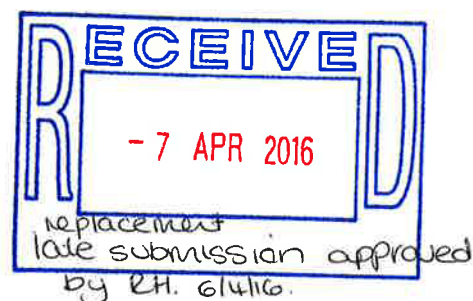 RECEIVED
- 7 APR 2016
replacement
late submission approved
by RH. 6/4/16.